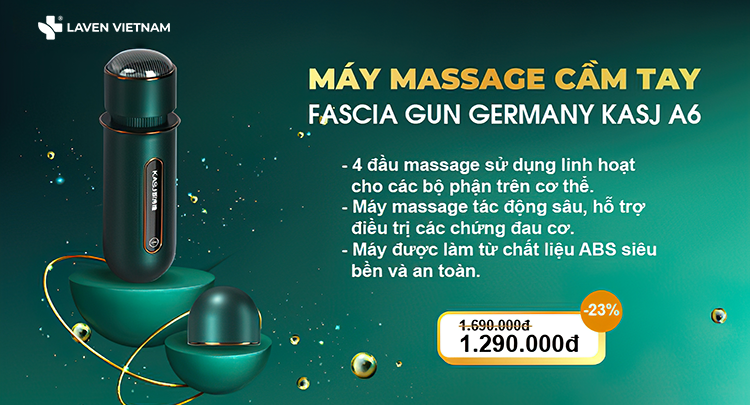 LAVEN VIETNAM
MÁY MASSAGE CẦM TAY
FASCIA GUN GERMANY KASJ A6
- 4 đầu massage sử dụng linh hoạt
cho các bộ phận trên cơ thể.
- Máy massage tác động sâu, hỗ trợ
điều trị các chứng đau cơ.
- Máy được làm từ chất liệu ABS siêu
bền và an toàn.
-23%
1.690.000đ
1.290.000đ
KASJ